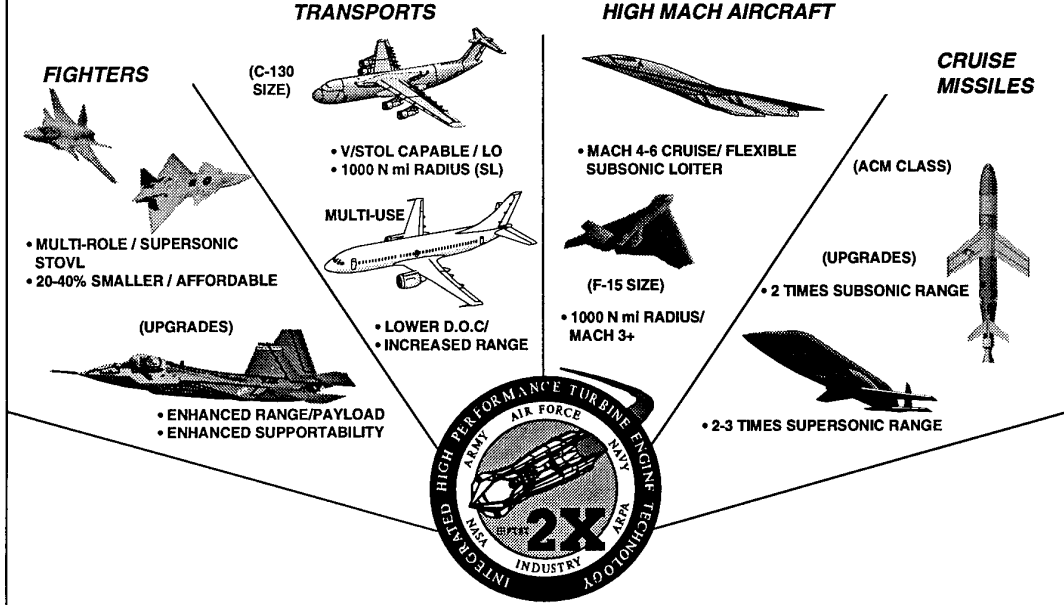 FIGHTERS
• MULTI-ROLE / SUPERSONIC
STOVL
• 20-40% SMALLER / AFFORDABLE
(UPGRADES)
• ENHANCED RANGE/PAYLOAD
• ENHANCED SUPPORTABILITY
TRANSPORTS
(C-130
SIZE)
• V/STOL CAPABLE / LO
• 1000 N mi RADIUS (SL)
MULTI-USE
• LOWER D.O.C/
• INCREASED RANGE
HIGH MACH AIRCRAFT
• MACH 4-6 CRUISE/ FLEXIBLE
SUBSONIC LOITER
(F-15 SIZE)
• 1000 N mi RADIUS/
MACH 3+
CRUISE
MISSILES
(ACM CLASS)
(UPGRADES)
• 2 TIMES SUBSONIC RANGE
• 2-3 TIMES SUPERSONIC RANGE
INTEGRATED HIGH PERFORMANCE TURBINE ENGINE TECHNOLOGY
ARMY
AIR FORCE
NAVY
ARPA
INDUSTRY
NASA
2X